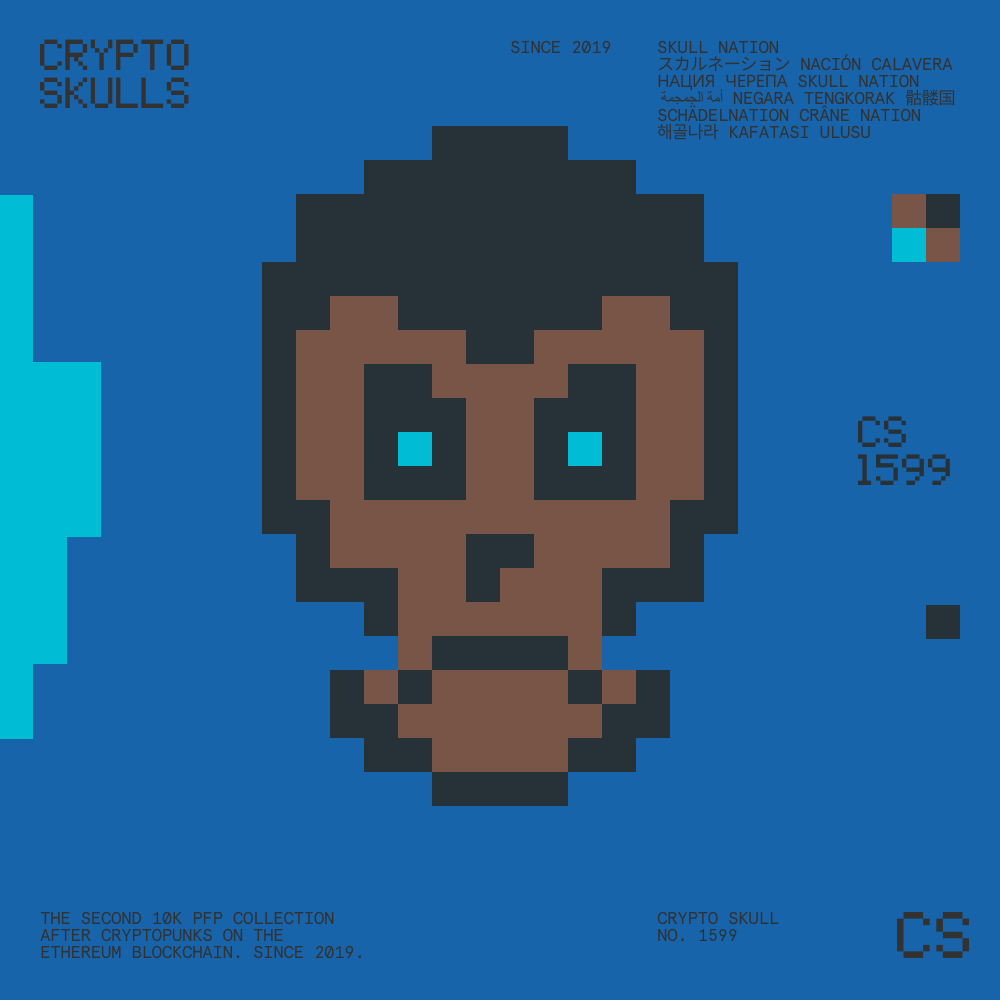 CRYPTO
SKULLS
SINCE 2019
SKULL NATION
スカルネーション NACIÓN CALAVERA
НАЦИЯ ЧЕРЕПА SKULL NATION
أمة الجمجمة NEGARA TENGKORAK 骷髅国
SCHÄDELNATION CRÂNE NATION
해골나라 KAFATASI ULUSU
CS
1599
THE SECOND 10K PFP COLLECTION
AFTER CRYPTOPUNKS ON THE
ETHEREUM BLOCKCHAIN. SINCE 2019.
CRYPTO SKULL
NO. 1599
CS